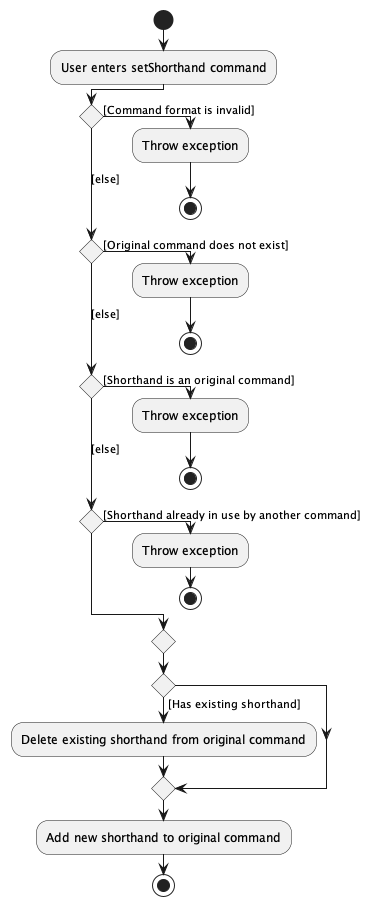 User enters setShorthand command
[Command format is invalid]
Throw exception
[else]
[Original command does not exist]
Throw exception
[else]
[Shorthand is an original command]
Throw exception
[else]
[Shorthand already in use by another command]
Throw exception
[Has existing shorthand]
Delete existing shorthand from original command
Add new shorthand to original command